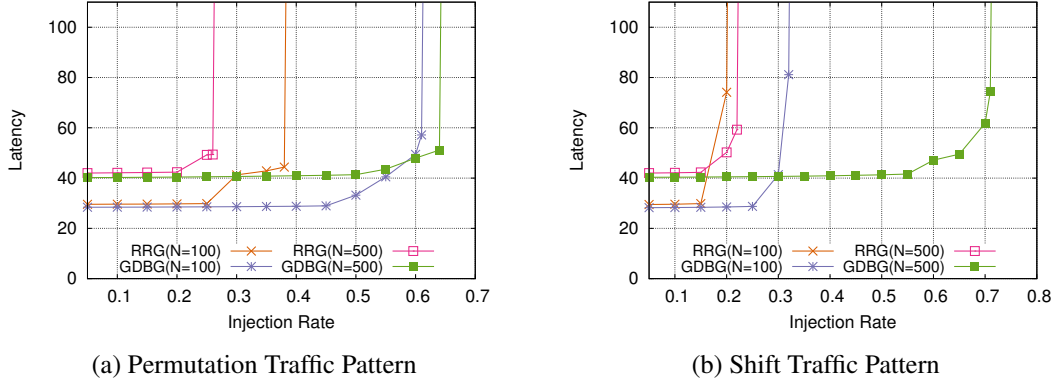 100
80
60
40
20
0
Latency
RRG(N=100)
GDBG(N=100)
RRG(N=500)
GDBG(N=500)
0.1 0.2 0.3 0.4 0.5 0.6 0.7
Injection Rate
(a) Permutation Traffic Pattern
100
80
60
40
20
0
Latency
RRG(N=100)
GDBG(N=100)
RRG(N=500)
GDBG(N=500)
0.1 0.2 0.3 0.4 0.5 0.6 0.7 0.8
Injection Rate
(b) Shift Traffic Pattern